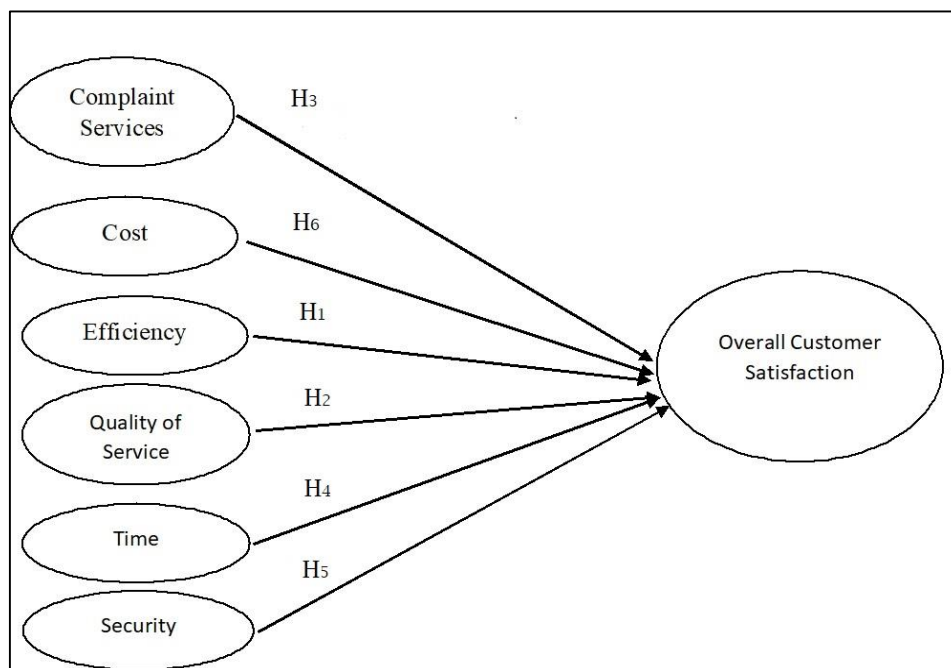 Complaint
Services
H3
Cost
H6
Efficiency
H1
Quality of
Service
H2
Time
H4
Security
H5
Overall Customer
Satisfaction